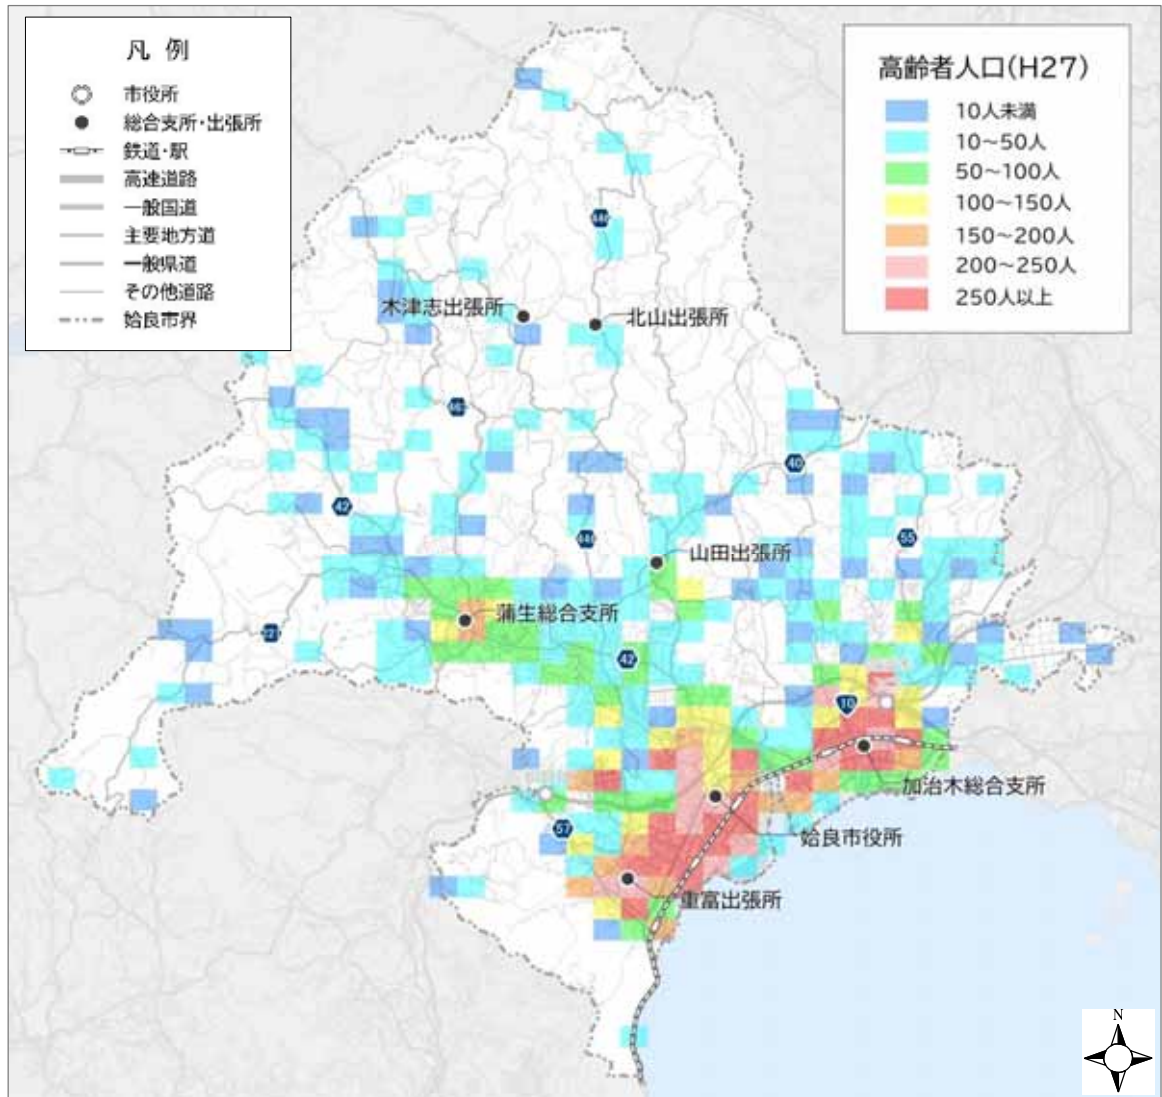 凡 例
市役所
総合支所・出張所
鉄道・駅
高速道路
一般国道
主要地方道
一般県道
その他道路
姶良市界
高齢者人口(H27)
10人未満
10～50人
50～100人
100～150人
150～200人
200～250人
250人以上
446
木津志出張所
北山出張所
463
40
42
446
55
山田出張所
蒲生総合支所
42
10
加治木総合支所
57
姶良市役所
重富出張所
N